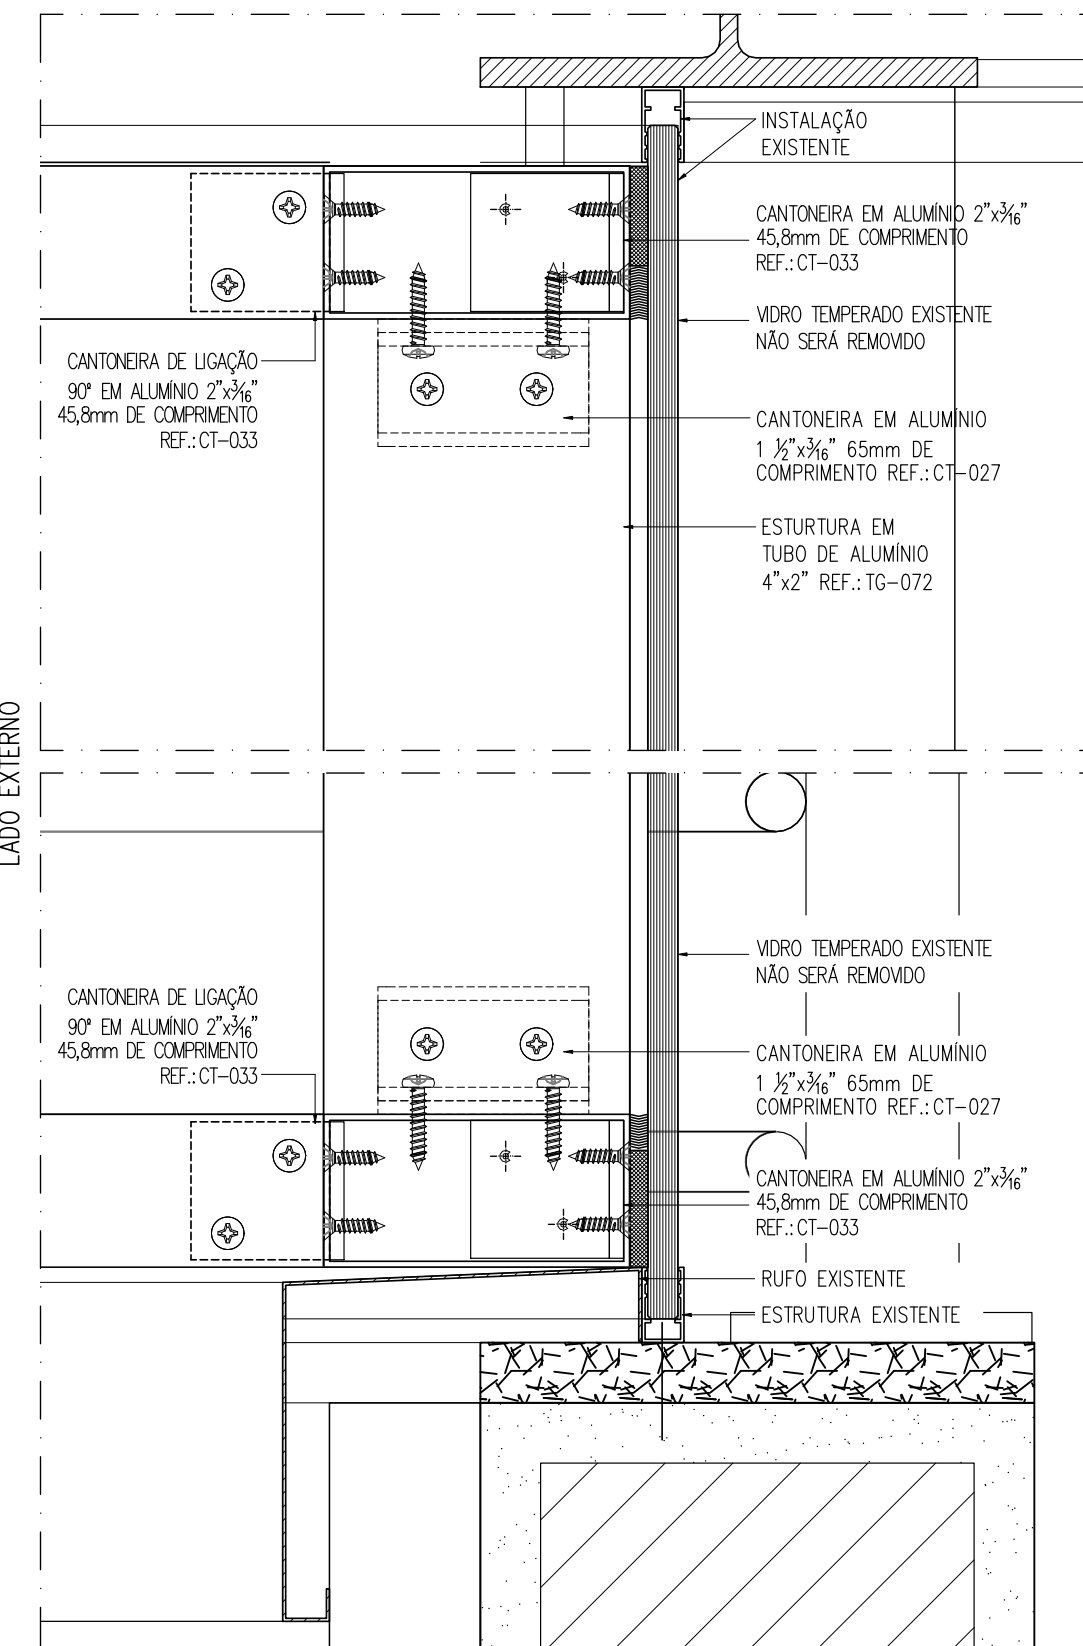 INSTALAÇÃO
EXISTENTE
CANTONEIRA EM ALUMÍNIO 2”x3/16”
45,8mm DE COMPRIMENTO
REF.: CT-033
VIDRO TEMPERADO EXISTENTE
NÃO SERÁ REMOVIDO
CANTONEIRA DE LIGAÇÃO
90° EM ALUMÍNIO 2”x3/16”
45,8mm DE COMPRIMENTO
REF.: CT-033
CANTONEIRA EM ALUMÍNIO
1 1/2”x3/16” 65mm DE
COMPRIMENTO REF.: CT-027
ESTURTURA EM
TUBO DE ALUMÍNIO
4”x2” REF.: TG-072
LADO EXTERNO
VIDRO TEMPERADO EXISTENTE
NÃO SERÁ REMOVIDO
CANTONEIRA DE LIGAÇÃO
90° EM ALUMÍNIO 2”x3/16”
45,8mm DE COMPRIMENTO
REF.: CT-033
CANTONEIRA EM ALUMÍNIO
1 1/2”x3/16” 65mm DE
COMPRIMENTO REF.: CT-027
CANTONEIRA EM ALUMÍNIO 2”x3/16”
45,8mm DE COMPRIMENTO
REF.: CT-033
RUFO EXISTENTE
ESTRUTURA EXISTENTE